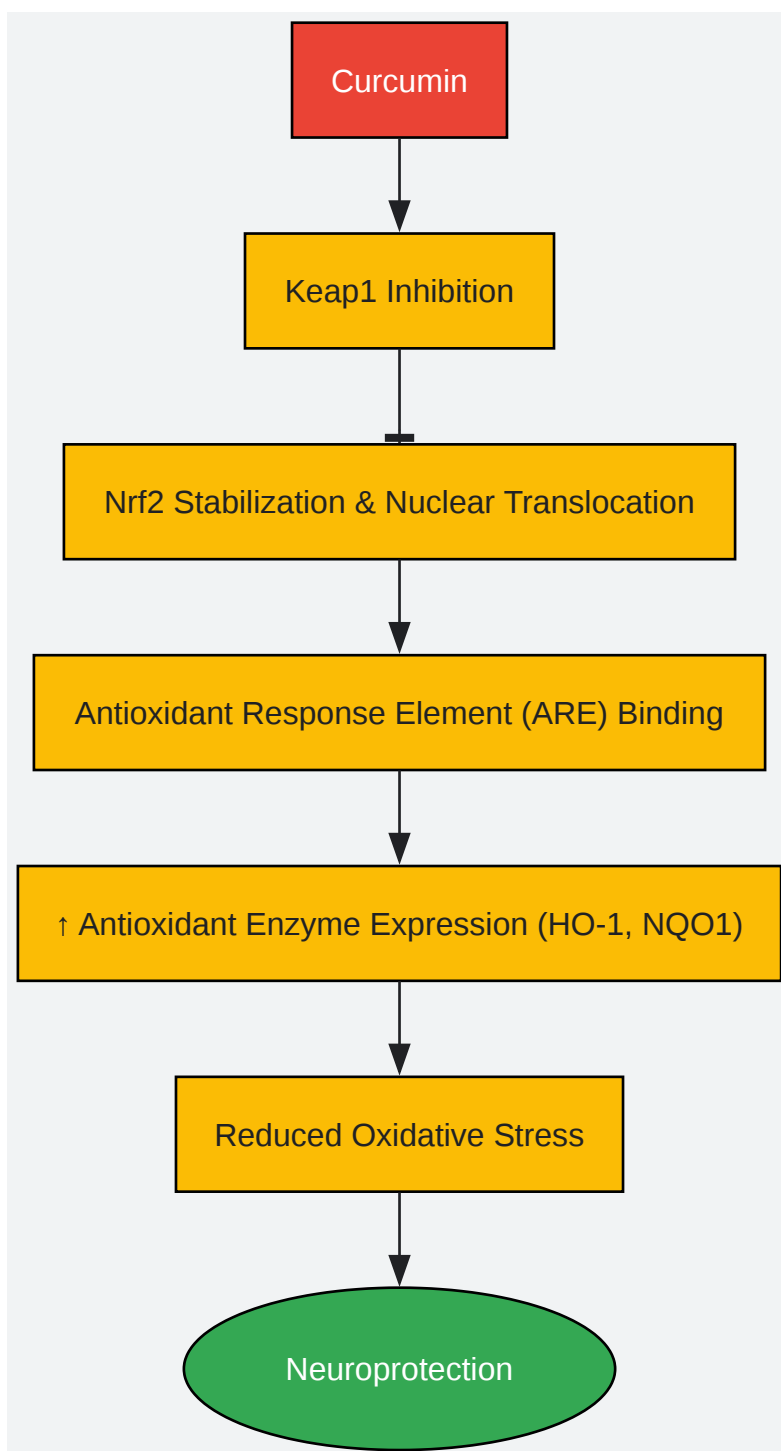 Curcumin
Keap1 Inhibition
Nrf2 Stabilization & Nuclear Translocation
Antioxidant Response Element (ARE) Binding
↑ Antioxidant Enzyme Expression (HO-1, NQO1)
Reduced Oxidative Stress
Neuroprotection